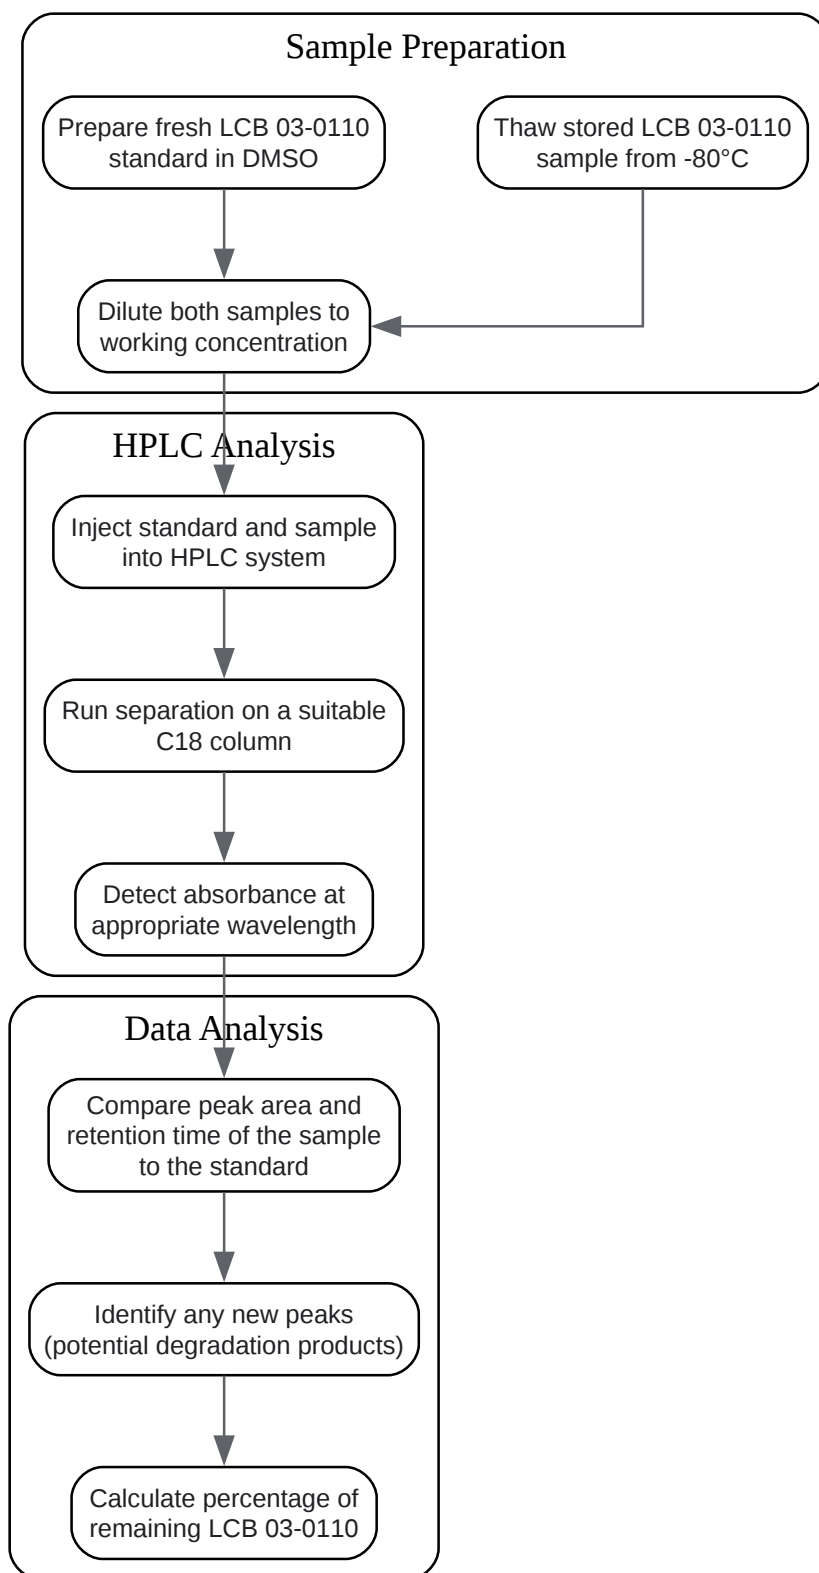 Sample Preparation
Prepare fresh LCB 03-0110
standard in DMSO
Thaw stored LCB 03-0110
sample from -80°C
Dilute both samples to
working concentration
HPLC Analysis
Inject standard and sample
into HPLC system
Run separation on a suitable
C18 column
Detect absorbance at
appropriate wavelength
Data Analysis
Compare peak area and
retention time of the sample
to the standard
Identify any new peaks
(potential degradation products)
Calculate percentage of
remaining LCB 03-0110